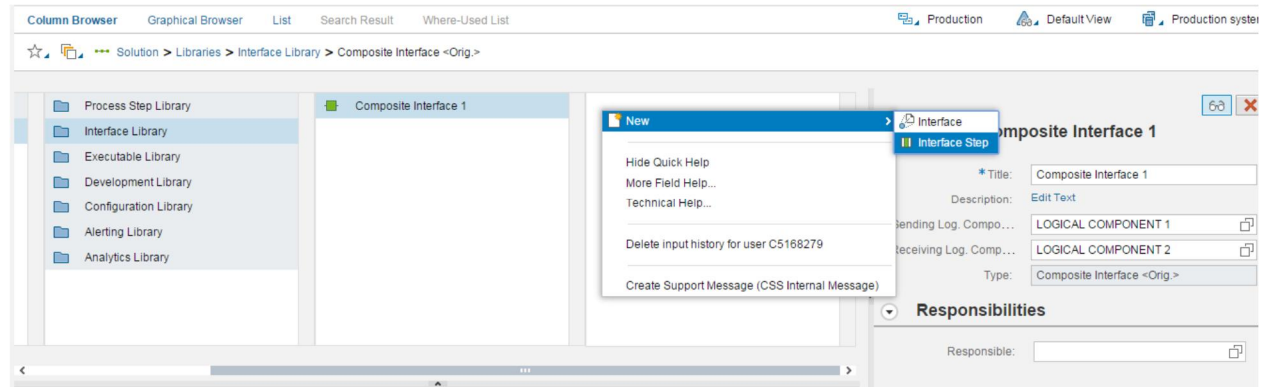 Column Browser Graphical Browser List Search Result Where-Used List Production Default View Production system
Solution > Libraries > Interface Library > Composite Interface <Orig.>
Process Step Library
Interface Library
Executable Library
Development Library
Configuration Library
Alerting Library
Analytics Library
Composite Interface 1
New
Hide Quick Help
More Field Help...
Technical Help...
Delete input history for user C5168279
Create Support Message (CSS Internal Message)
Interface
Interface Step
omposite Interface 1
* Title: Composite Interface 1
Description: Edit Text
Sending Log. Compo... LOGICAL COMPONENT 1
Receiving Log. Comp... LOGICAL COMPONENT 2
Type: Composite Interface <Orig.>
Responsibilities
Responsible: